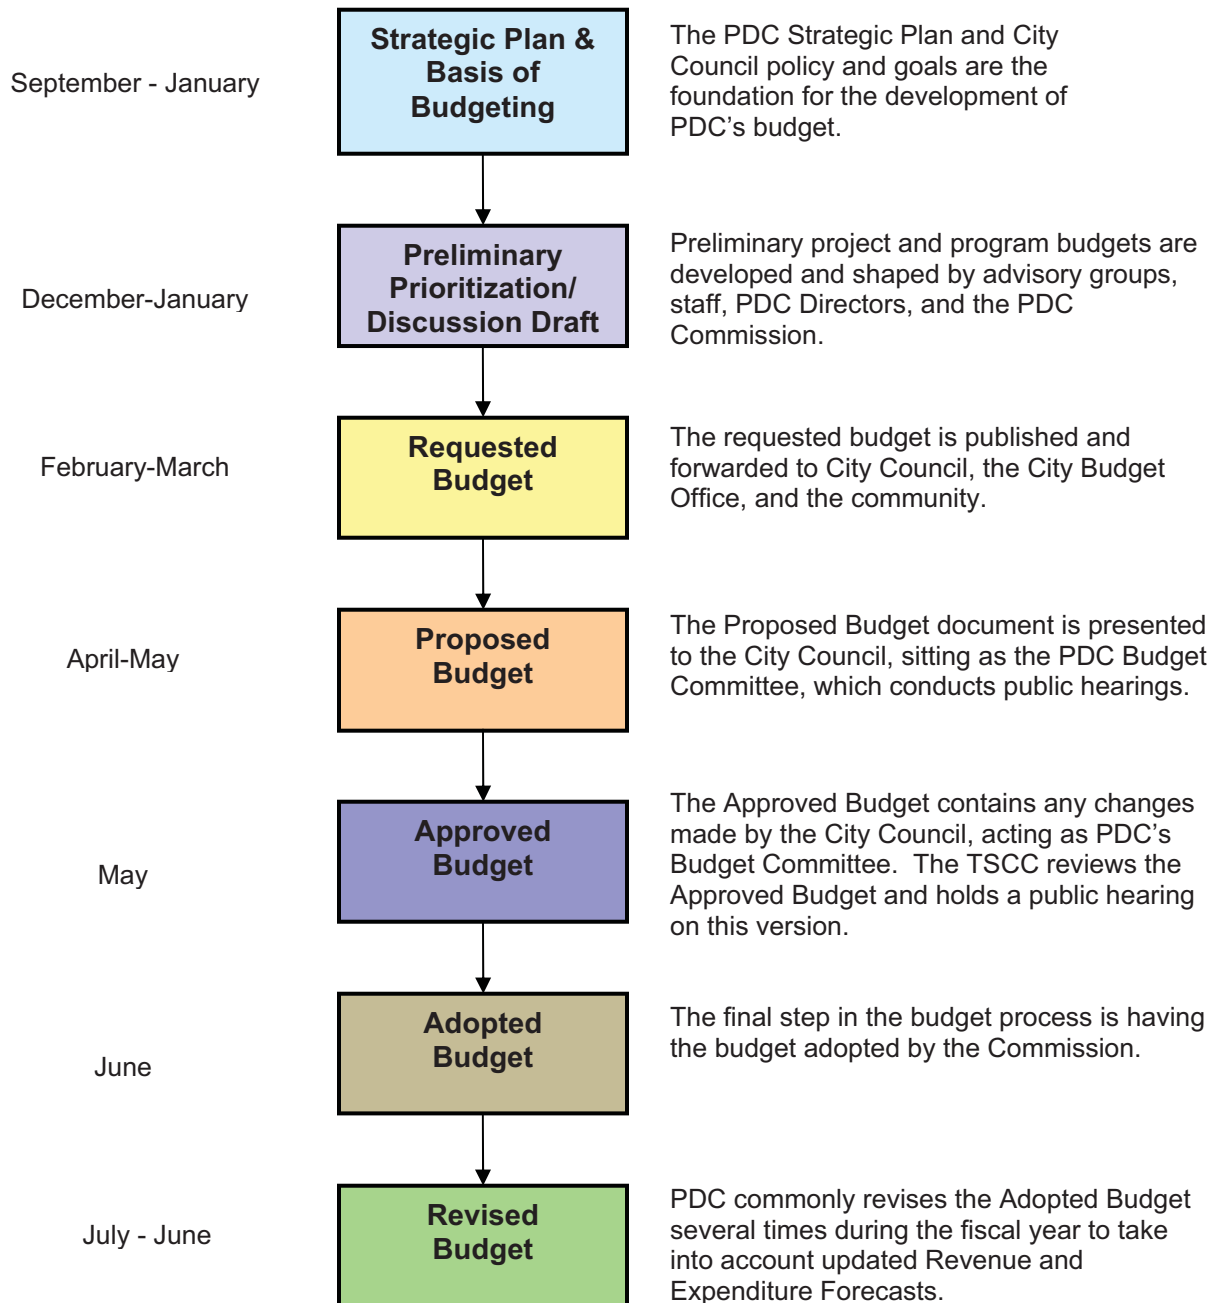 September - January
Strategic Plan &
Basis of
Budgeting
The PDC Strategic Plan and City
Council policy and goals are the
foundation for the development of
PDC's budget.
December-January
Preliminary
Prioritization/
Discussion Draft
Preliminary project and program budgets are
developed and shaped by advisory groups,
staff, PDC Directors, and the PDC
Commission.
February-March
Requested
Budget
The requested budget is published and
forwarded to City Council, the City Budget
Office, and the community.
April-May
Proposed
Budget
The Proposed Budget document is presented
to the City Council, sitting as the PDC Budget
Committee, which conducts public hearings.
May
Approved
Budget
The Approved Budget contains any changes
made by the City Council, acting as PDC's
Budget Committee.  The TSCC reviews the
Approved Budget and holds a public hearing
on this version.
June
Adopted
Budget
The final step in the budget process is having
the budget adopted by the Commission.
July - June
Revised
Budget
PDC commonly revises the Adopted Budget
several times during the fiscal year to take
into account updated Revenue and
Expenditure Forecasts.